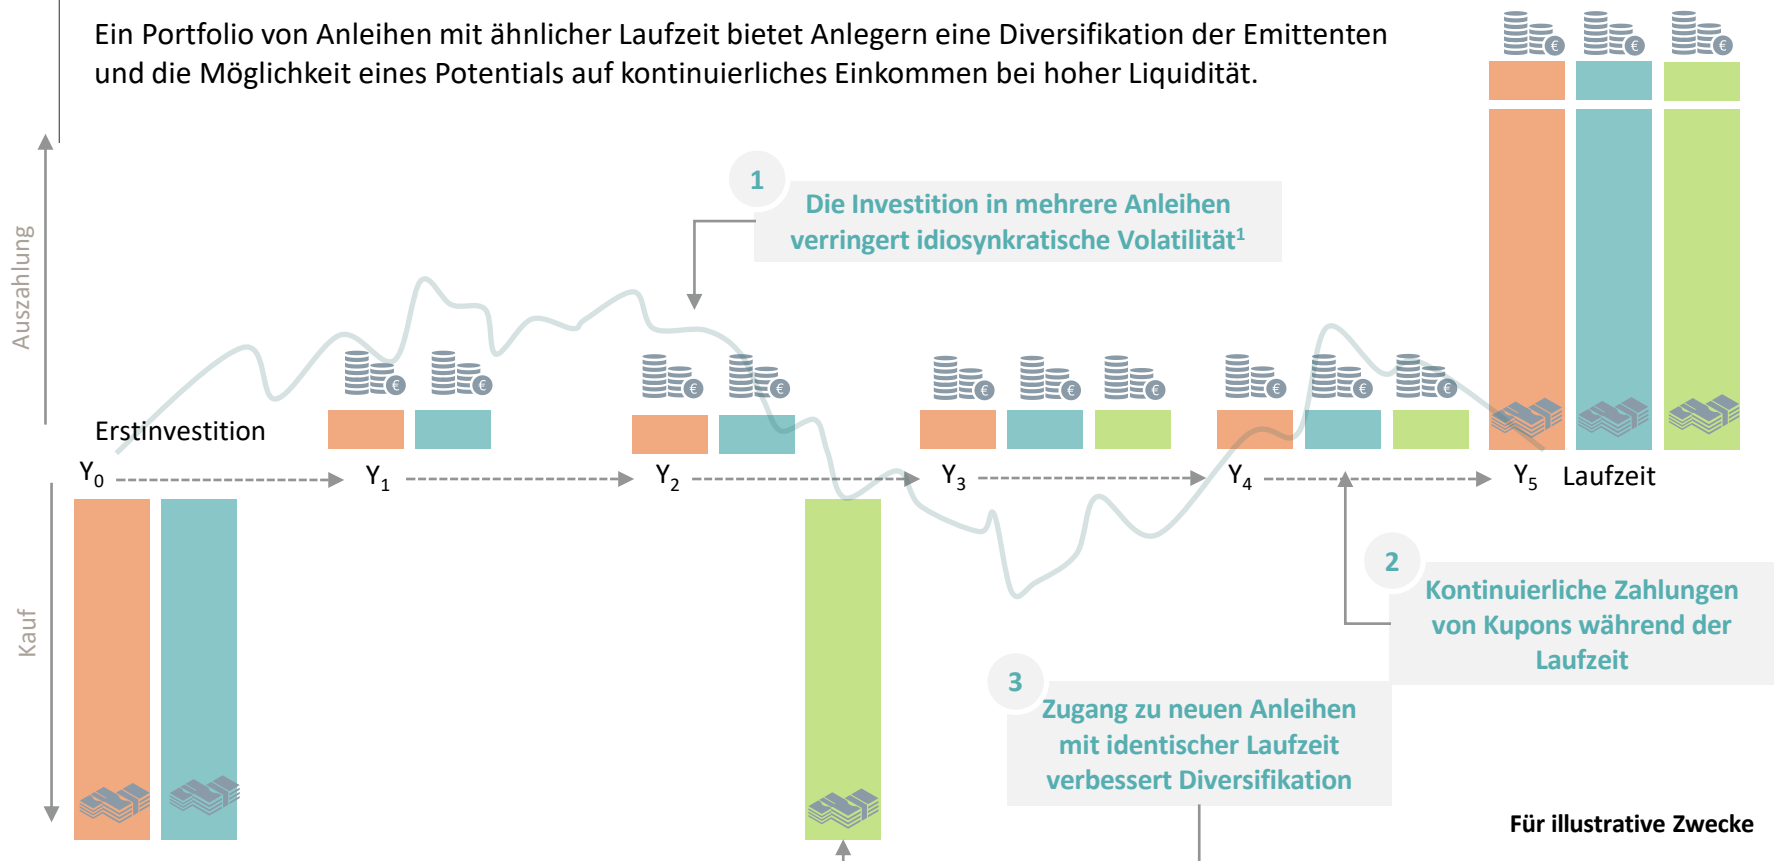 Ein Portfolio von Anleihen mit ähnlicher Laufzeit bietet Anlegern eine Diversifikation der Emittenten
und die Möglichkeit eines Potentials auf kontinuierliches Einkommen bei hoher Liquidität.
Auszahlung
1
Die Investition in mehrere Anleihen
verringert idiosynkratische Volatilität¹
€ € €
€ € € € € € € € € €
Erstinvestition
Y₀ Y₁ Y₂ Y₃ Y₄ Y₅ Laufzeit
Kauf
2
Kontinuierliche Zahlungen
von Kupons während der
Laufzeit
3
Zugang zu neuen Anleihen
mit identischer Laufzeit
verbessert Diversifikation
Für illustrative Zwecke